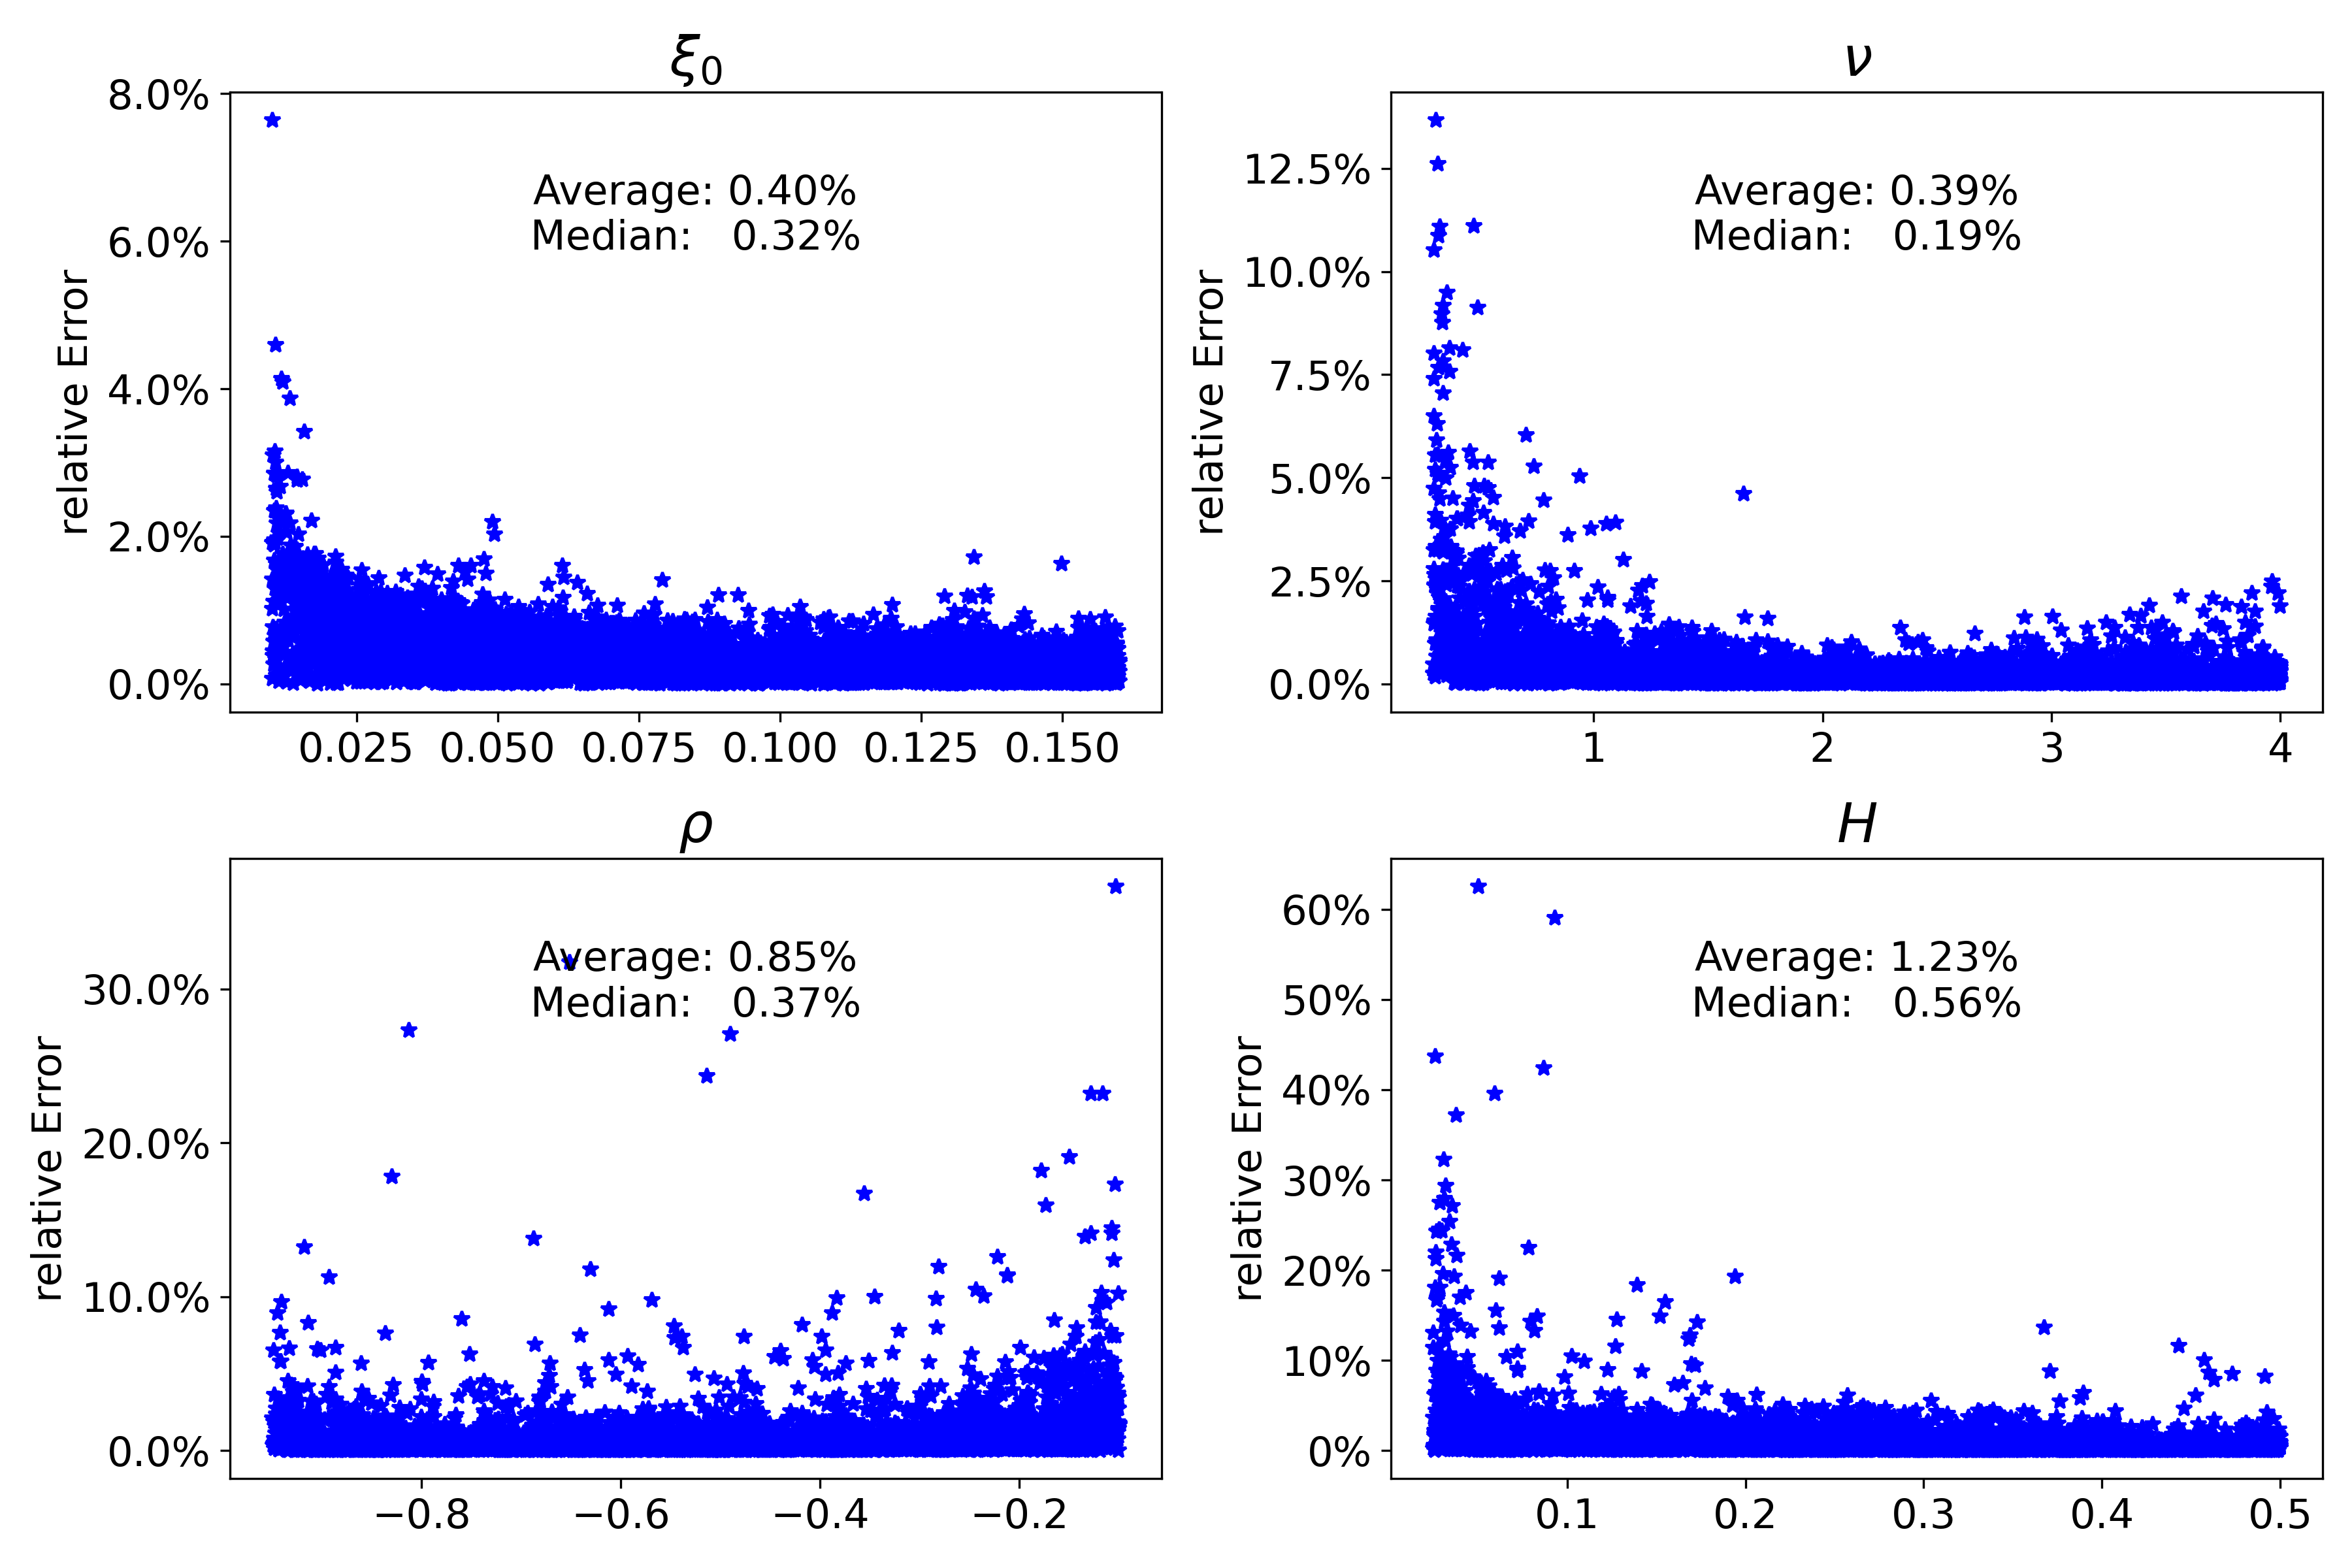 ξ0
8.0%
6.0%
4.0%
2.0%
0.0%
relative Error
Average: 0.40%
Median: 0.32%
0.025 0.050 0.075 0.100 0.125 0.150
ν
12.5%
10.0%
7.5%
5.0%
2.5%
0.0%
relative Error
Average: 0.39%
Median: 0.19%
1 2 3 4
ρ
30.0%
20.0%
10.0%
0.0%
relative Error
Average: 0.85%
Median: 0.37%
−0.8 −0.6 −0.4 −0.2
H
60%
50%
40%
30%
20%
10%
0%
relative Error
Average: 1.23%
Median: 0.56%
0.1 0.2 0.3 0.4 0.5